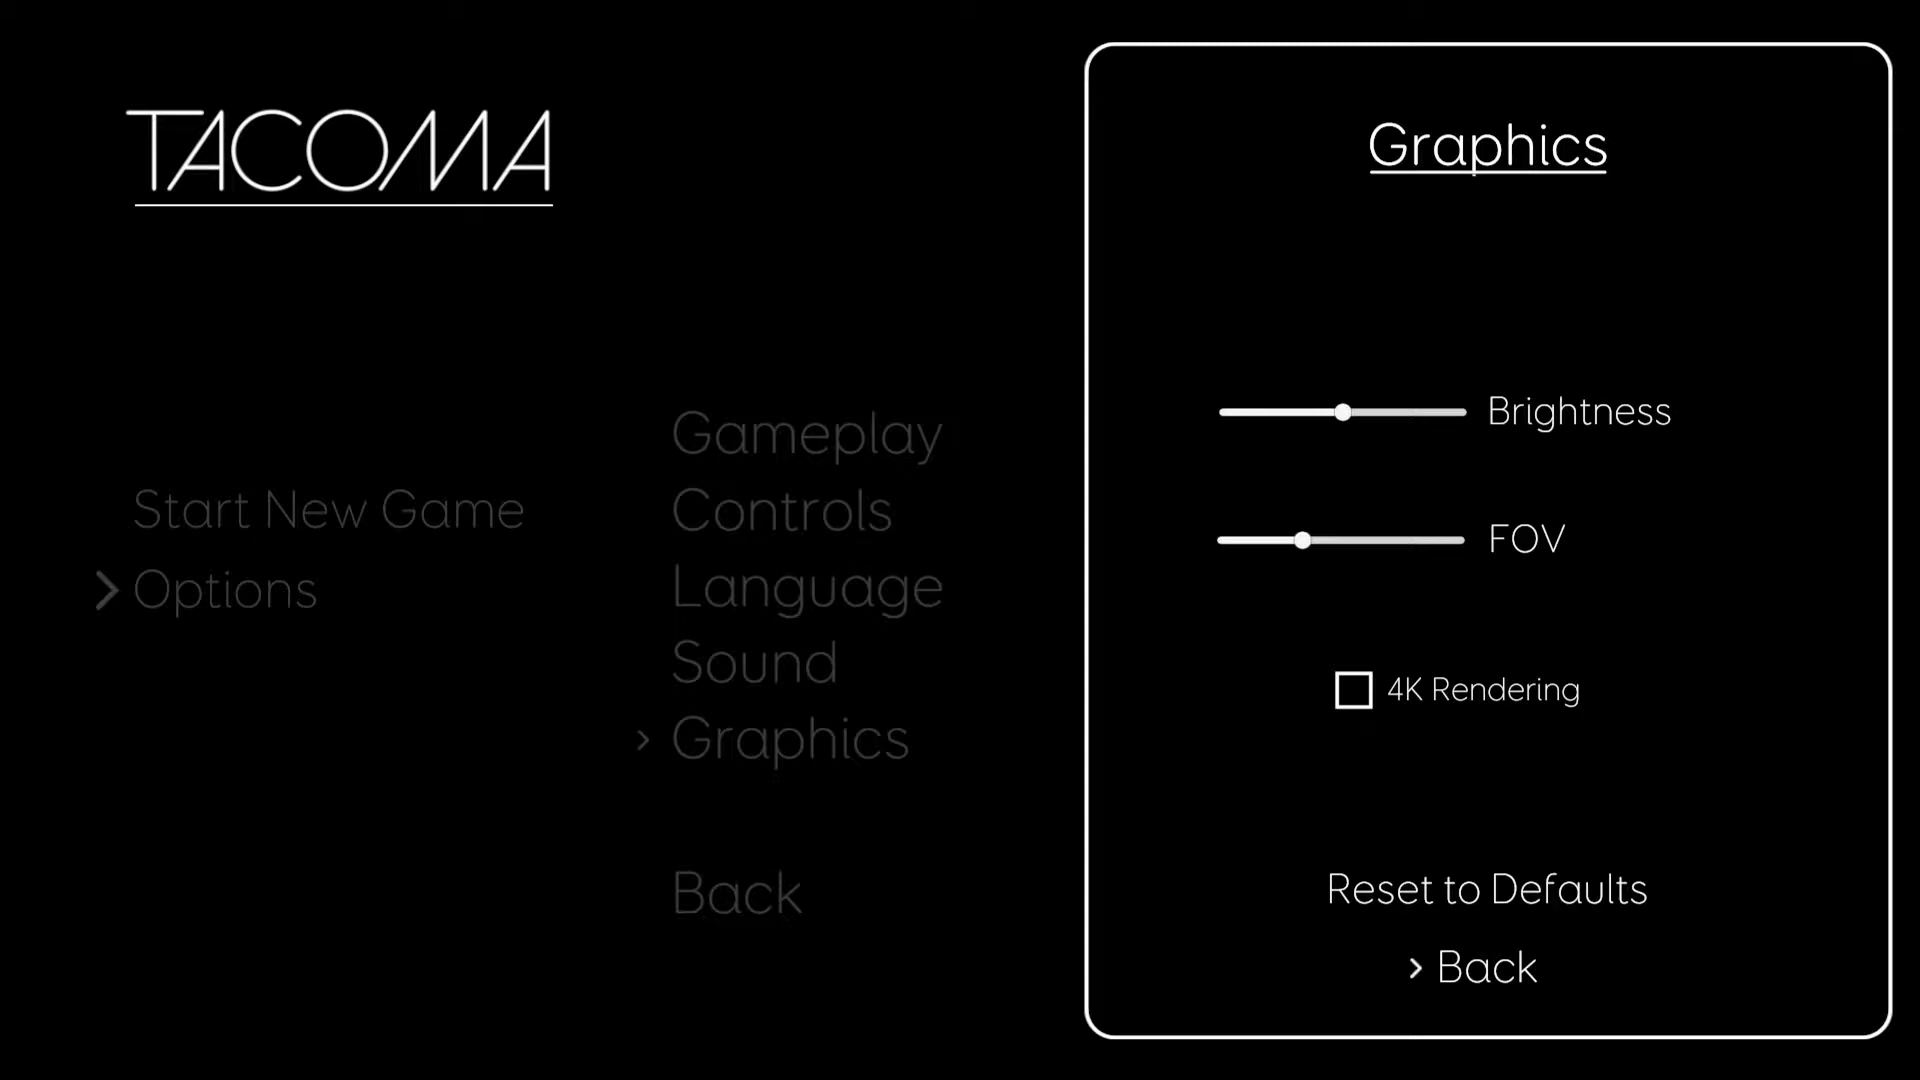 TACOMA
Start New Game
> Options
Gameplay
Controls
Language
Sound
> Graphics
Back
Graphics
Brightness
FOV
4K Rendering
Reset to Defaults
> Back